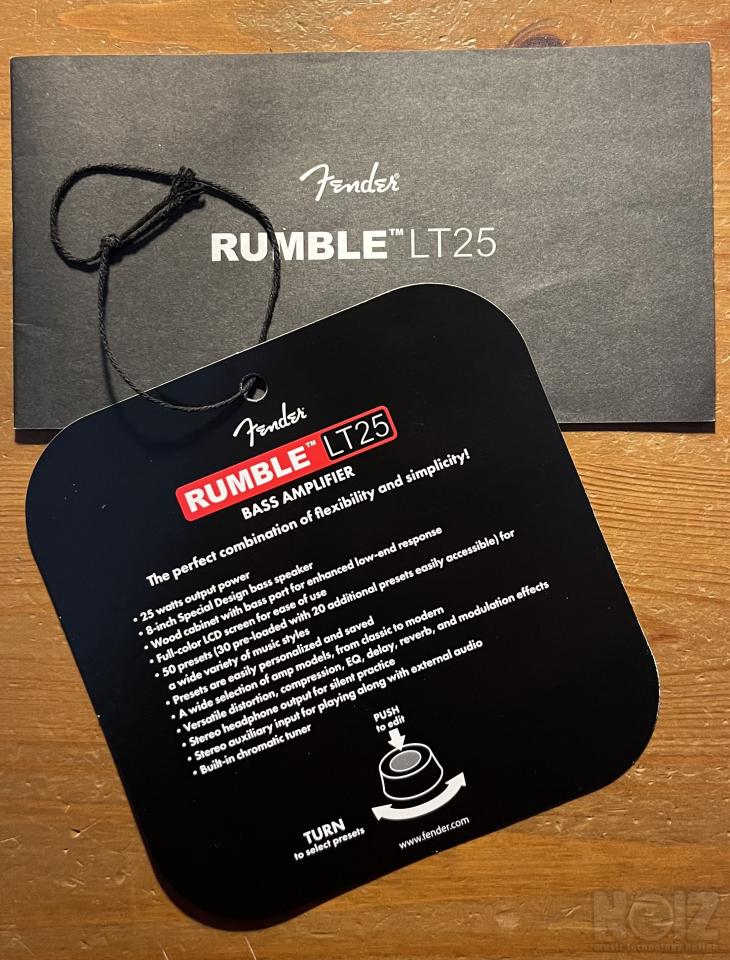 Fender®
RUMBLE™ LT25
Fender®
RUMBLE™ LT25
BASS AMPLIFIER
The perfect combination of flexibility and simplicity!
• 25 watts output power
• 8-inch Special Design bass speaker
• Wood cabinet with bass port for enhanced low-end response
• Full-color LCD screen for ease of use
• 50 presets (30 pre-loaded with 20 additional presets easily accessible) for
a wide variety of music styles
• Presets are easily personalized and saved
• A wide selection of amp models, from classic to modern
• Versatile distortion, compression, EQ, delay, reverb, and modulation effects
• Stereo headphone output for silent practice
• Stereo auxiliary input for playing along with external audio
• Built-in chromatic tuner
PUSH
to edit
TURN
to select presets
www.fender.com
NOIZ
music technology online